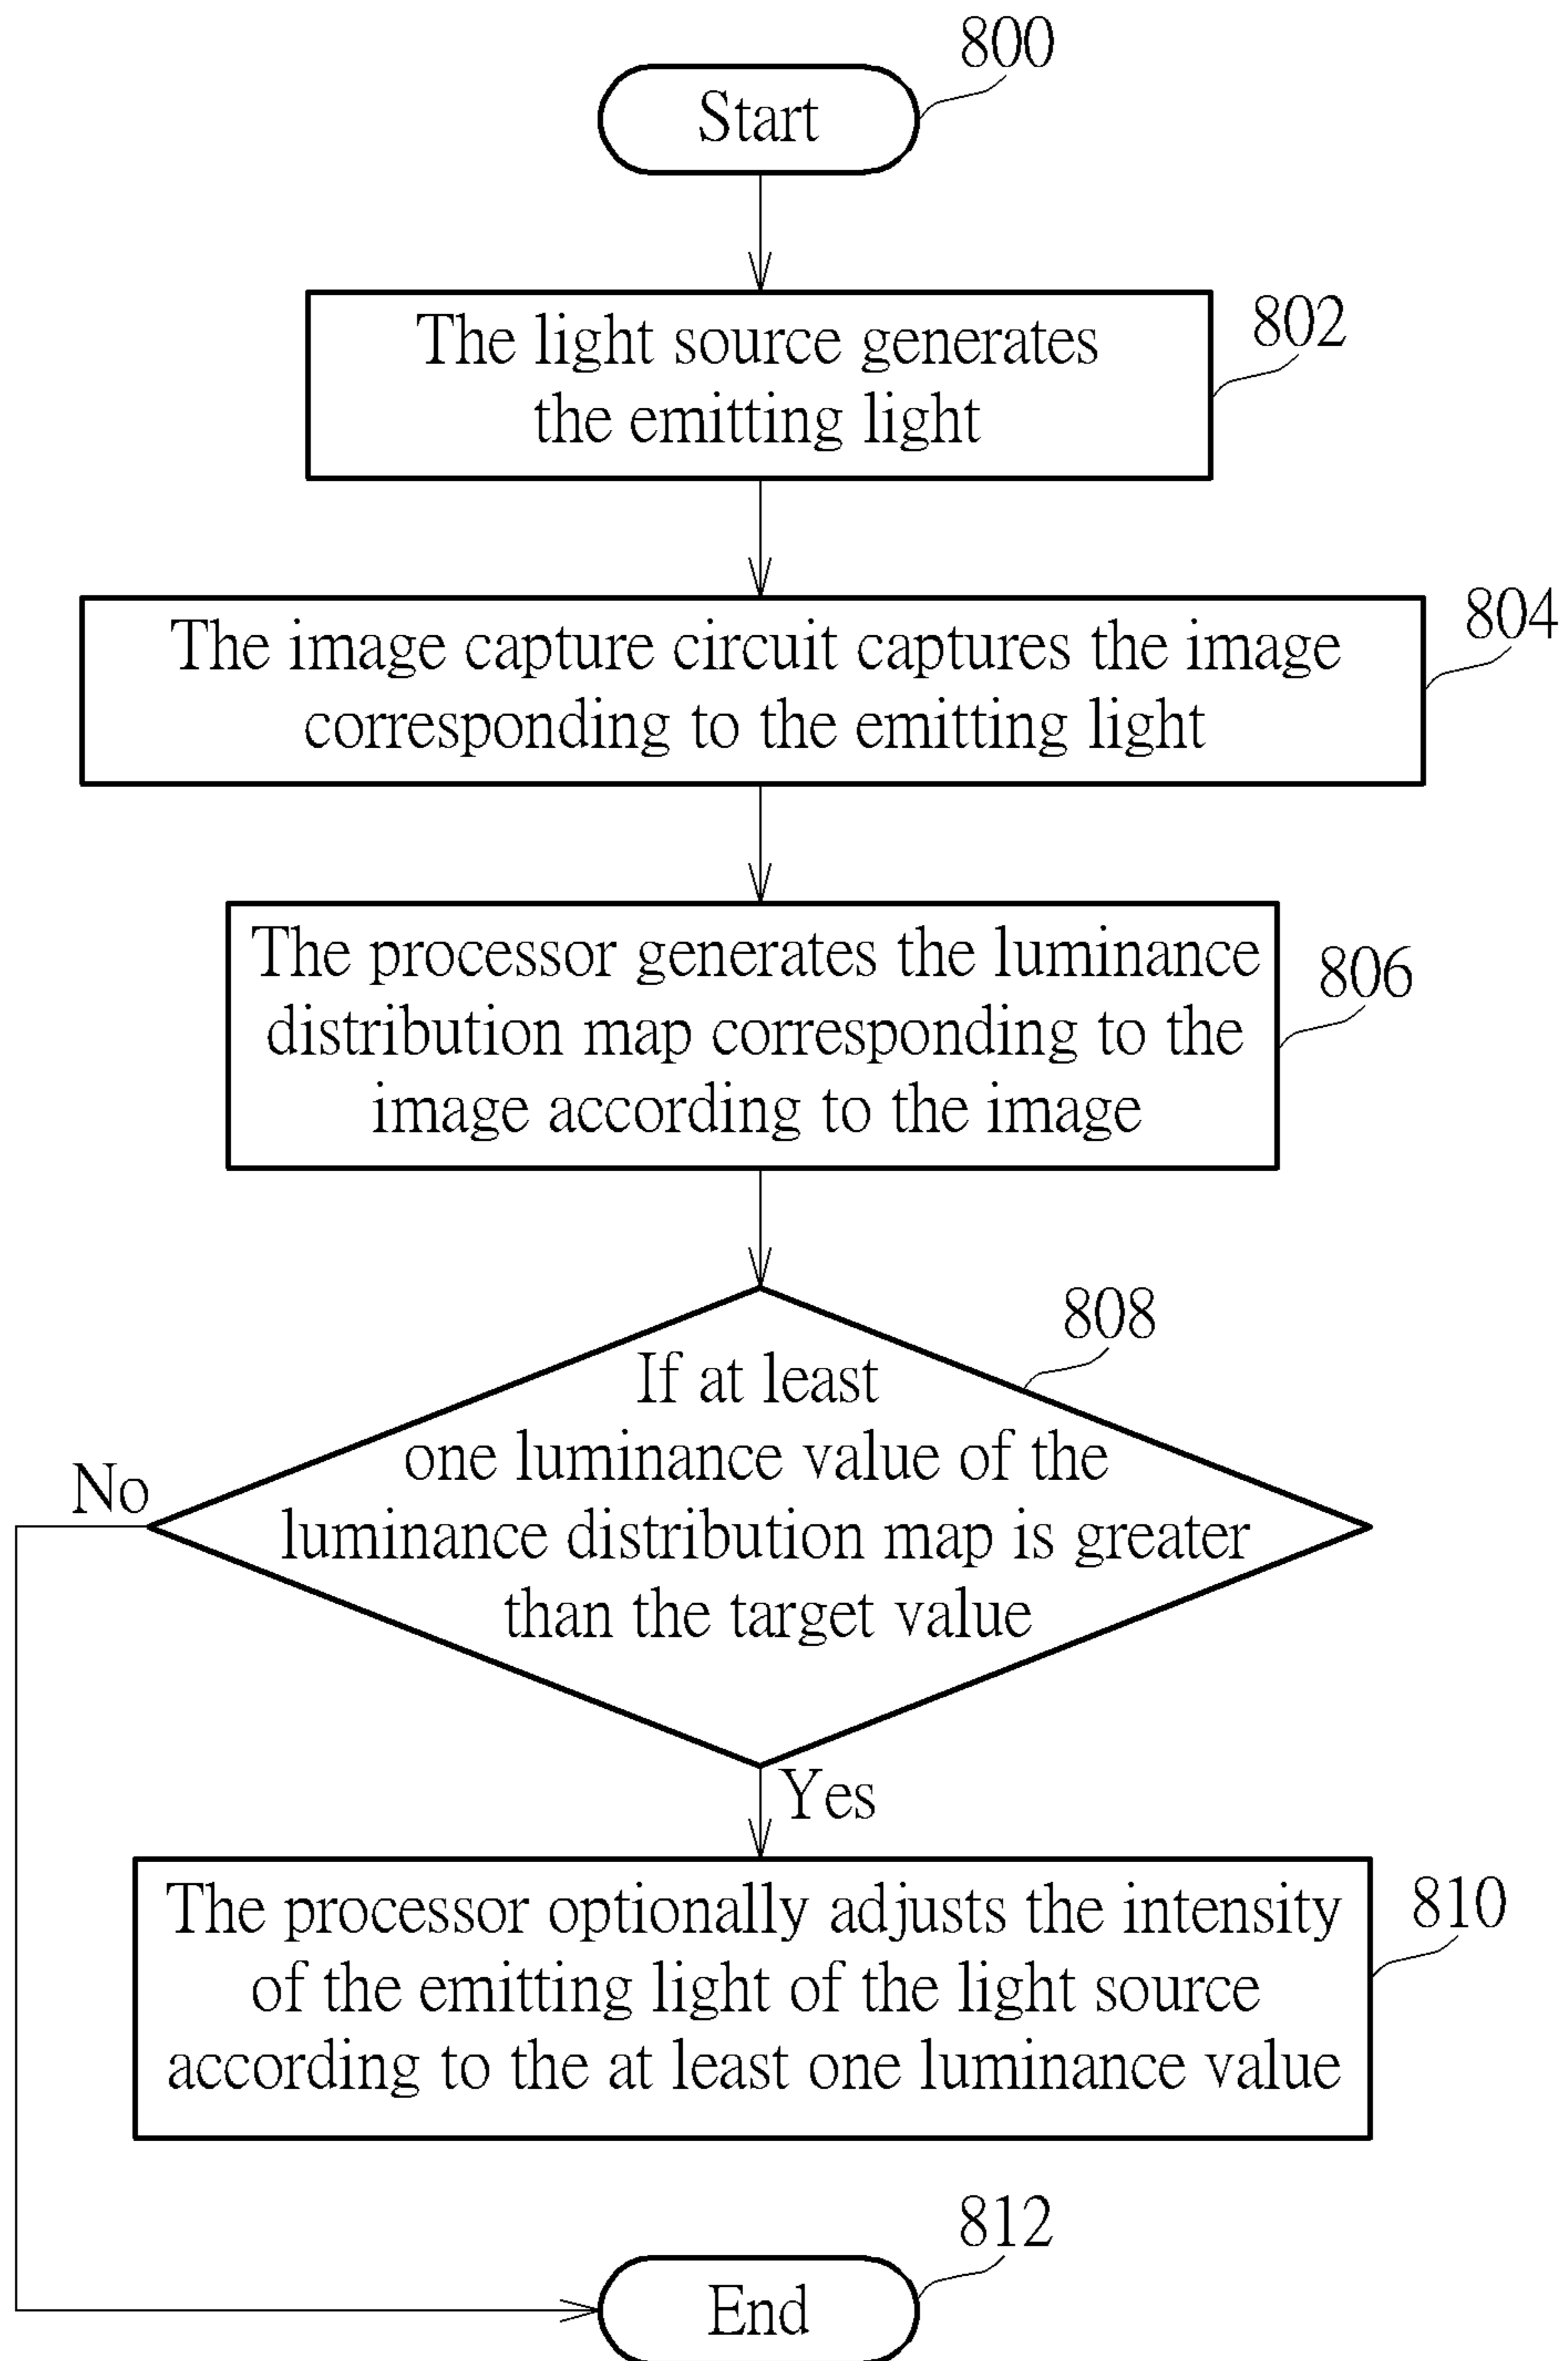 800
Start
802
The light source generates
the emitting light
804
The image capture circuit captures the image
corresponding to the emitting light
806
The processor generates the luminance
distribution map corresponding to the
image according to the image
808
If at least
one luminance value of the
luminance distribution map is greater
than the target value
No
Yes
810
The processor optionally adjusts the intensity
of the emitting light of the light source
according to the at least one luminance value
812
End